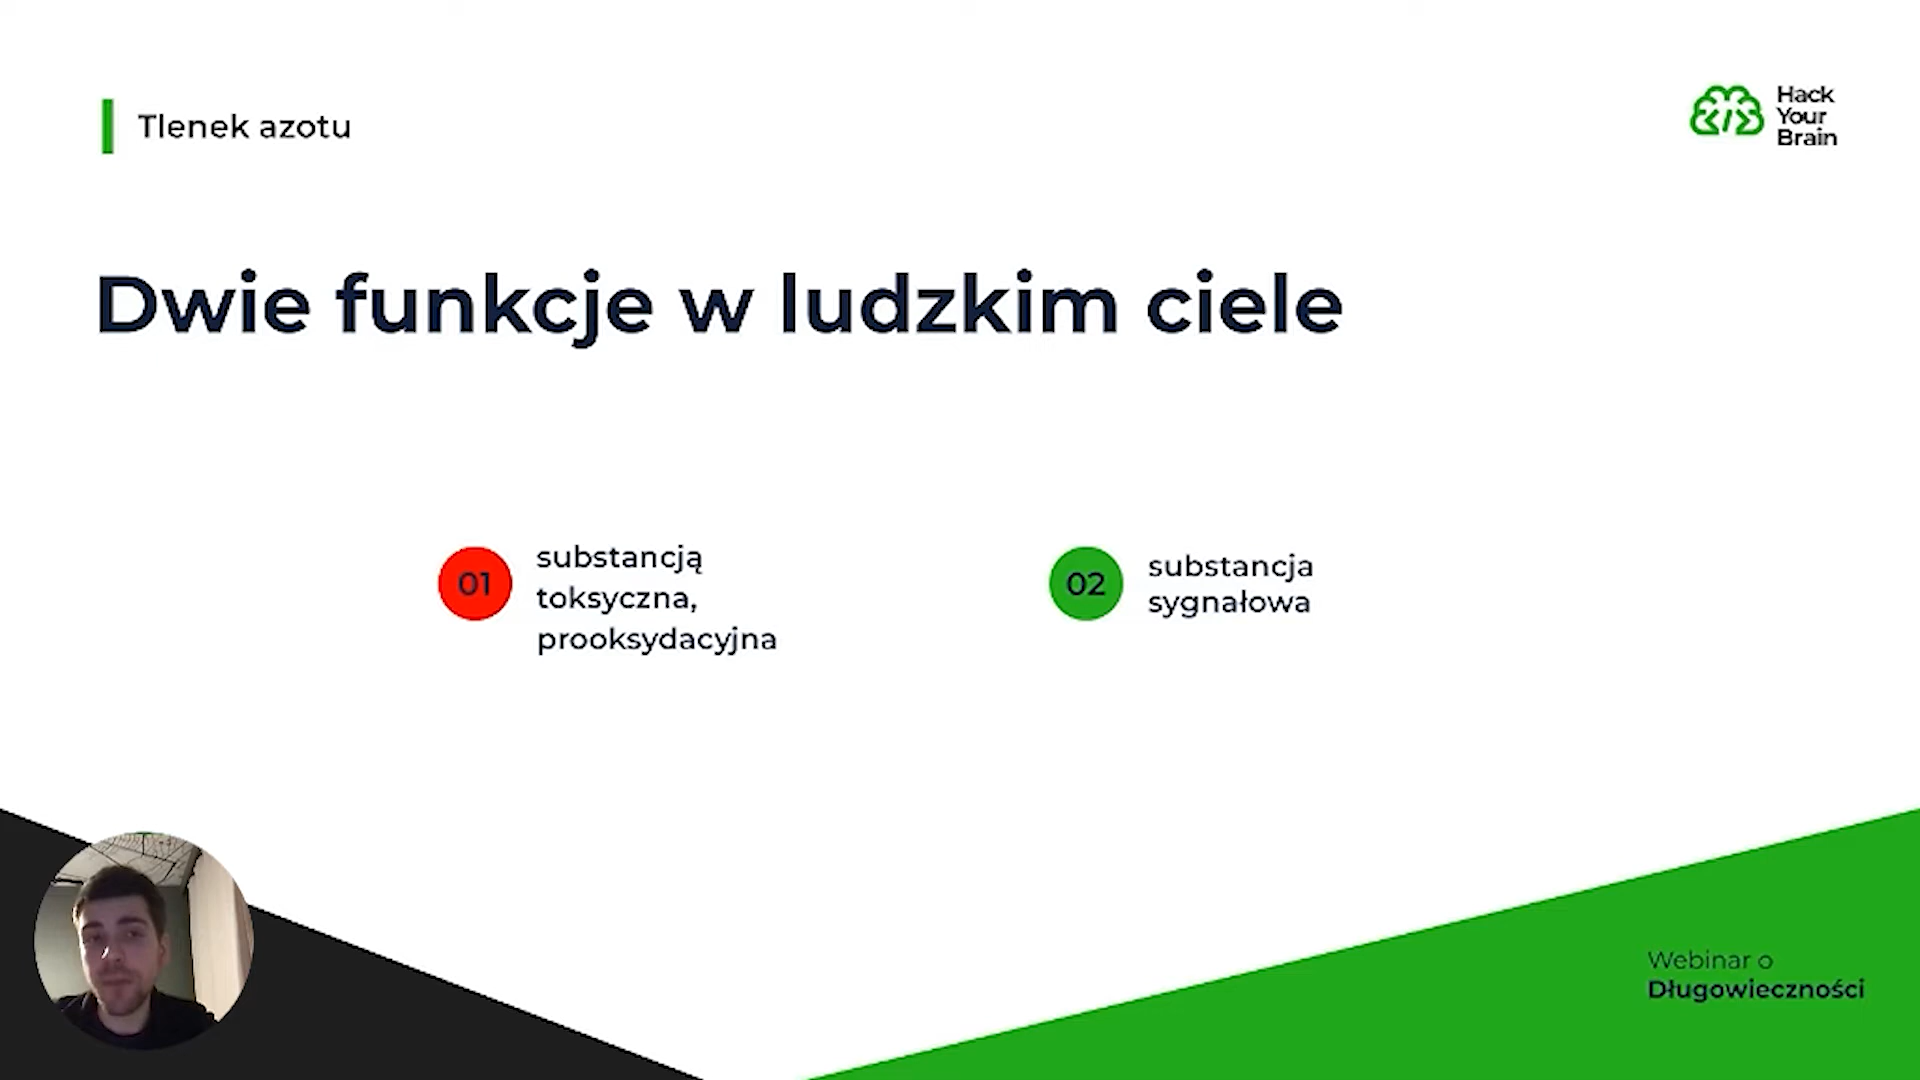 Tlenek azotu
Hack
Your
Brain
Dwie funkcje w ludzkim ciele
01
substancją
toksyczna,
prooksydacyjna
02
substancja
sygnałowa
Webinar o
Długowieczności